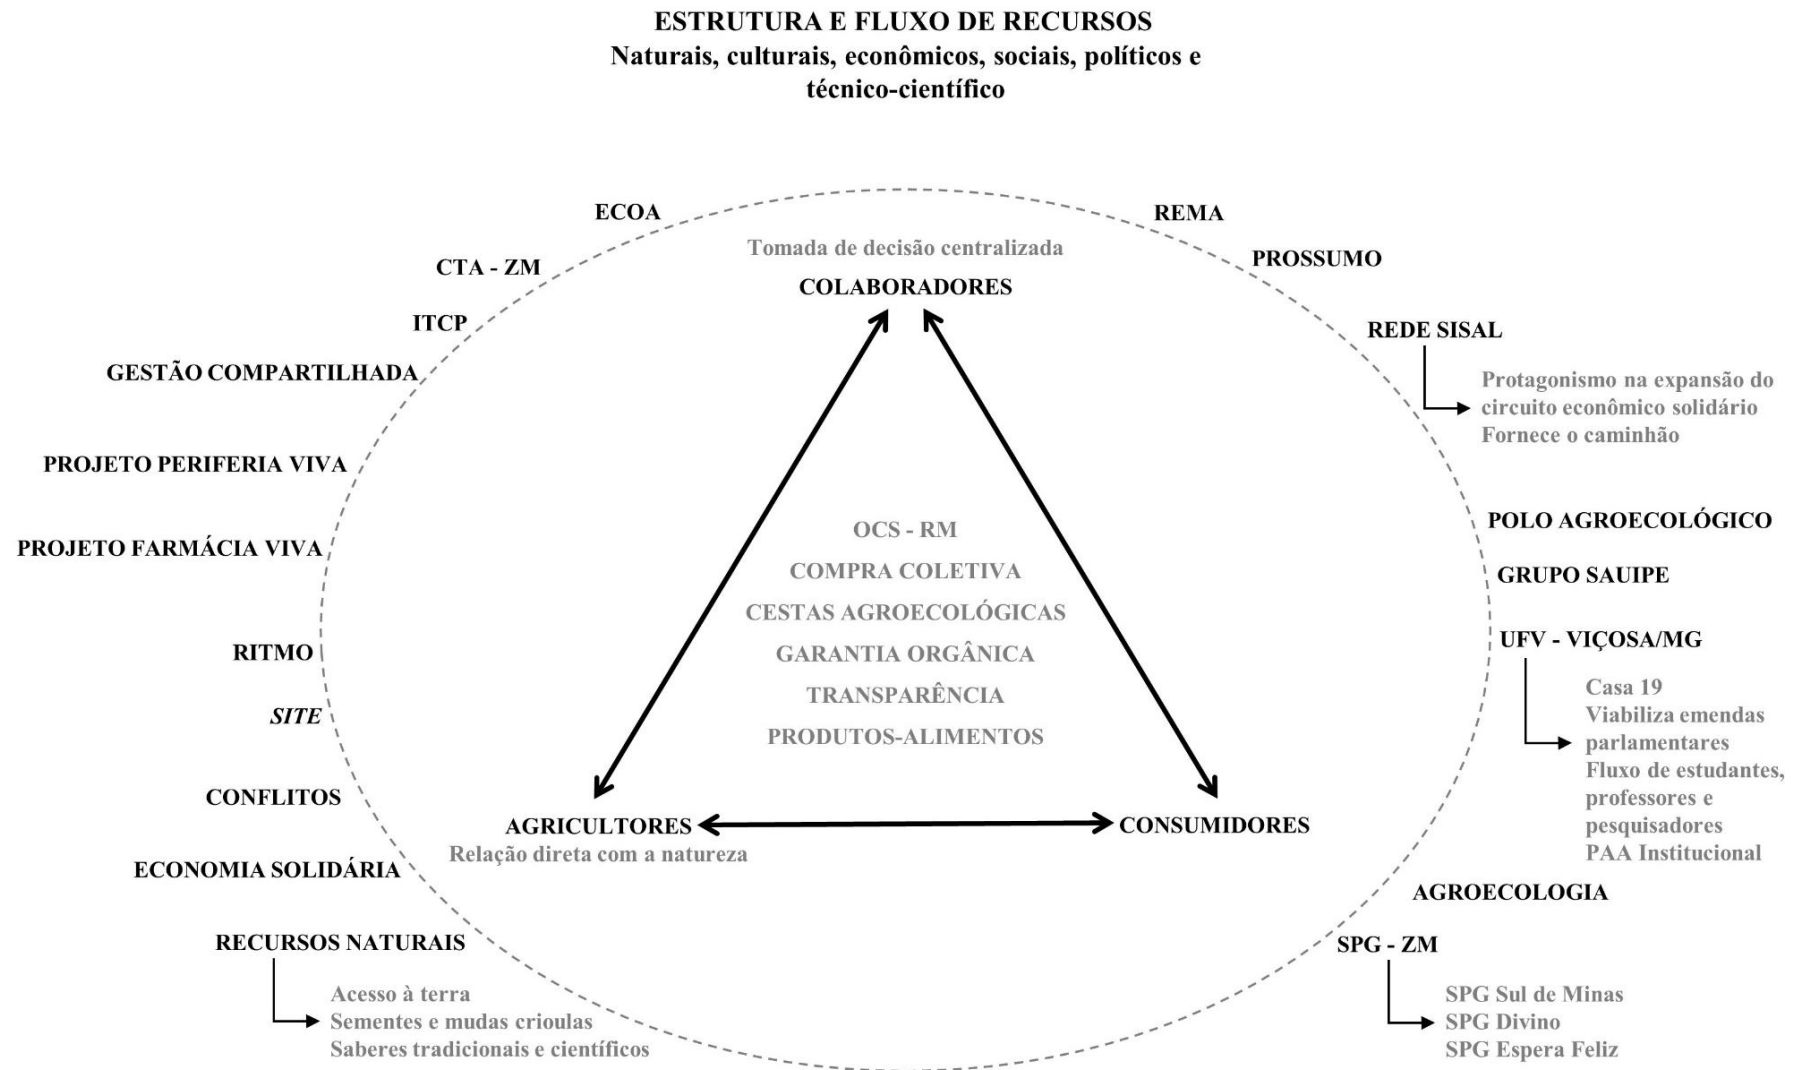 ESTRUTURA E FLUXO DE RECURSOS
Naturais, culturais, econômicos, sociais, políticos e
técnico-científico
ECOA
REMA
Tomada de decisão centralizada
COLABORADORES
CTA - ZM
PROSSUMO
ITCP
REDE SISAL
Protagonismo na expansão do
circuito econômico solidário
Fornece o caminhão
GESTÃO COMPARTILHADA
PROJETO PERIFERIA VIVA
PROJETO FARMÁCIA VIVA
OCS - RM
COMPRA COLETIVA
CESTAS AGROECOLÓGICAS
GARANTIA ORGÂNICA
TRANSPARÊNCIA
PRODUTOS-ALIMENTOS
POLO AGROECOLÓGICO
GRUPO SAUIPE
UFV - VIÇOSA/MG
Casa 19
Viabiliza emendas
parlamentares
Fluxo de estudantes,
professores e
pesquisadores
PAA Institucional
RITMO
SITE
CONFLITOS
AGRICULTORES
Relação direta com a natureza
CONSUMIDORES
ECONOMIA SOLIDÁRIA
AGROECOLOGIA
RECURSOS NATURAIS
Acesso à terra
Sementes e mudas crioulas
Saberes tradicionais e científicos
SPG - ZM
SPG Sul de Minas
SPG Divino
SPG Espera Feliz